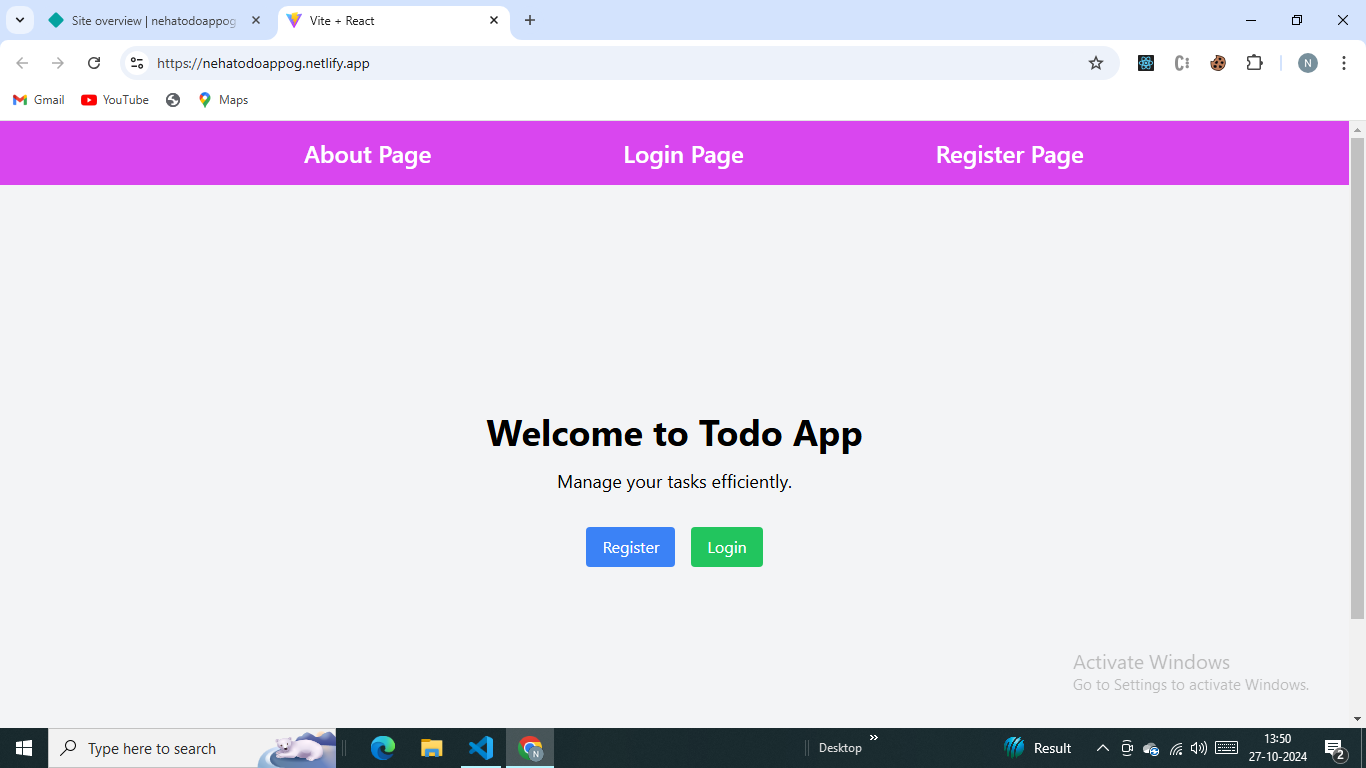 Site overview | nehatodoappog
Vite + React
https://nehatodoappog.netlify.app
N
Gmail
YouTube
Maps
About Page
Login Page
Register Page
Welcome to Todo App
Manage your tasks efficiently.
Register
Login
Activate Windows
Go to Settings to activate Windows.
Type here to search
N
Desktop
Result
13:50
27-10-2024
2